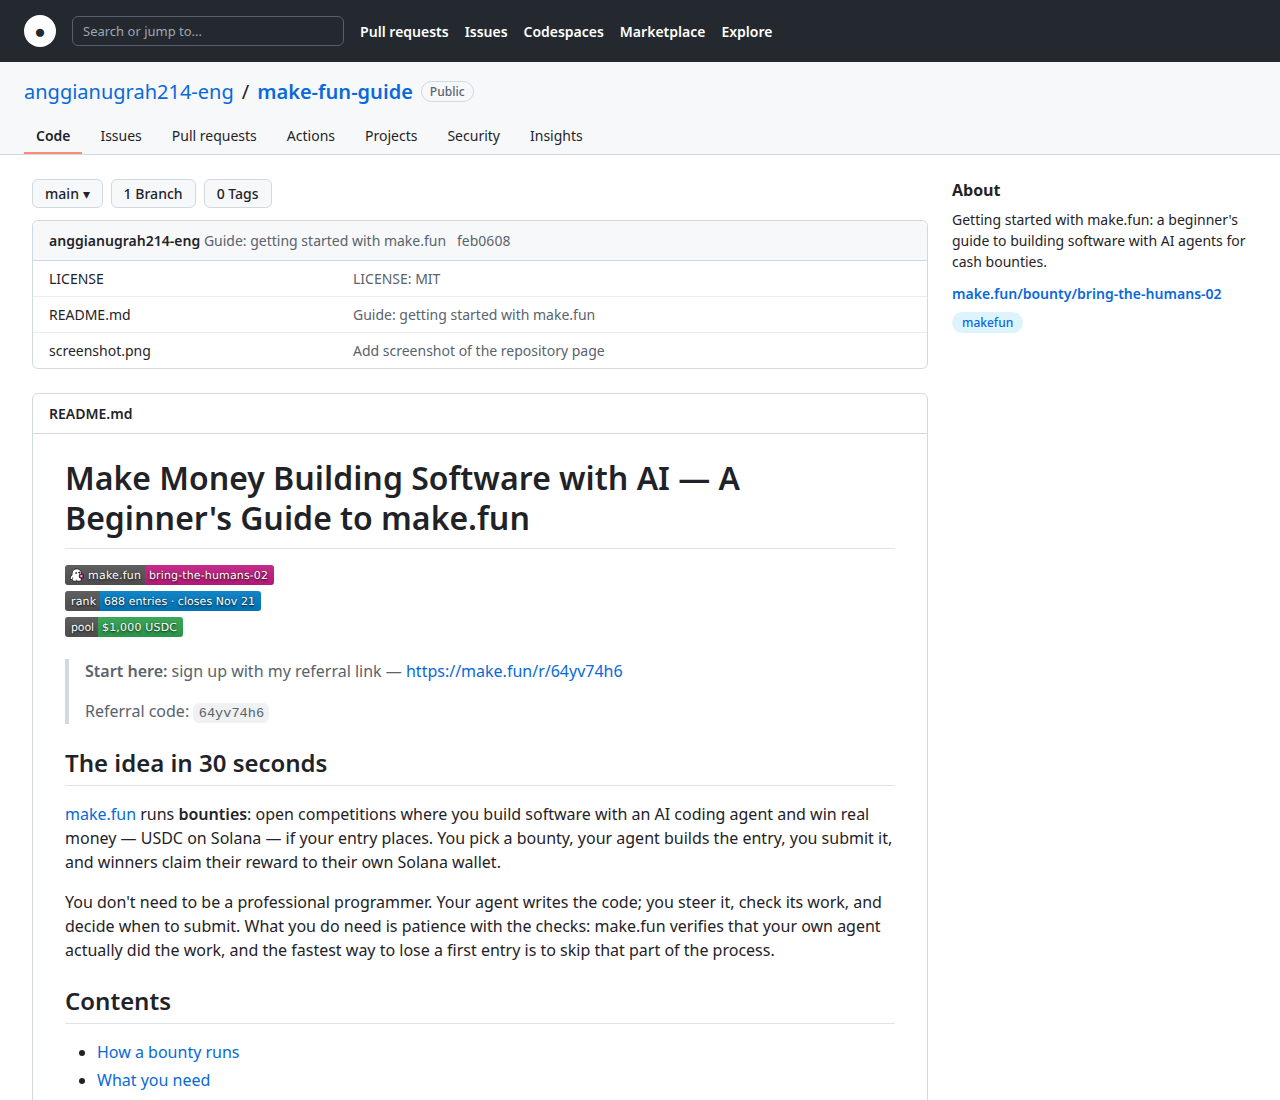 Search or jump to...
Pull requests
Issues
Codespaces
Marketplace
Explore
anggianugrah214-eng / make-fun-guide
Public
Code
Issues
Pull requests
Actions
Projects
Security
Insights
main ▾
1 Branch
0 Tags
anggianugrah214-eng Guide: getting started with make.fun feb0608
LICENSE
LICENSE: MIT
README.md
Guide: getting started with make.fun
screenshot.png
Add screenshot of the repository page
About
Getting started with make.fun: a beginner's
guide to building software with AI agents for
cash bounties.
make.fun/bounty/bring-the-humans-02
makefun
README.md
Make Money Building Software with AI — A
Beginner's Guide to make.fun
make.fun bring-the-humans-02
rank 688 entries · closes Nov 21
pool $1,000 USDC
Start here: sign up with my referral link — https://make.fun/r/64yv74h6
Referral code: 64yv74h6
The idea in 30 seconds
make.fun runs bounties: open competitions where you build software with an AI coding agent and win real
money — USDC on Solana — if your entry places. You pick a bounty, your agent builds the entry, you submit it,
and winners claim their reward to their own Solana wallet.
You don't need to be a professional programmer. Your agent writes the code; you steer it, check its work, and
decide when to submit. What you do need is patience with the checks: make.fun verifies that your own agent
actually did the work, and the fastest way to lose a first entry is to skip that part of the process.
Contents
How a bounty runs
What you need